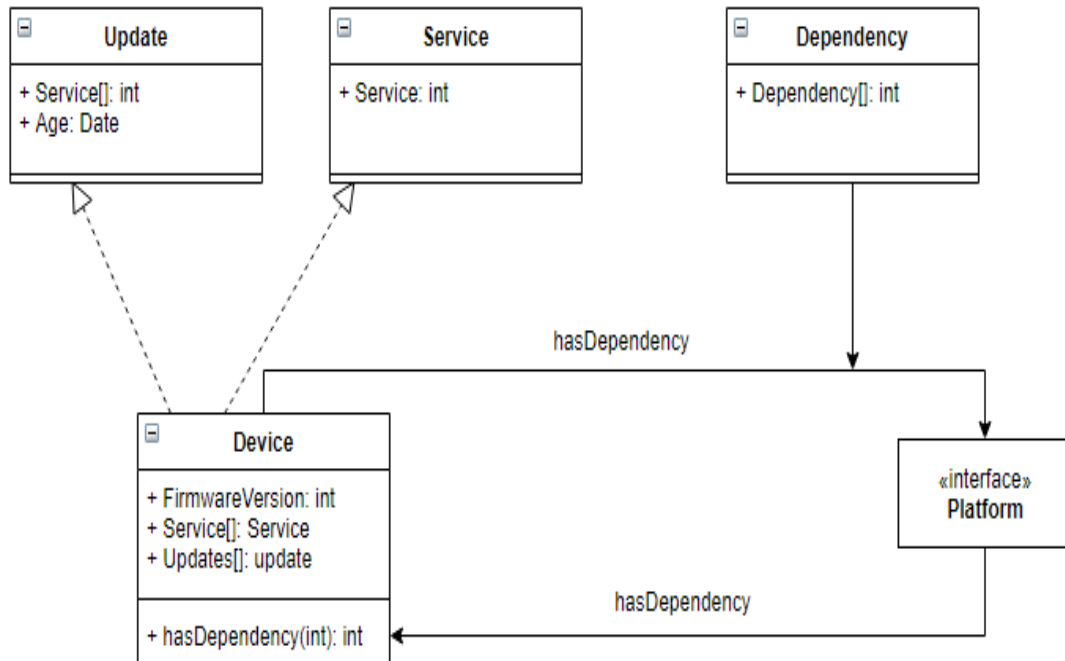 Update
+ Service[]: int
+ Age: Date
Service
+ Service: int
Dependency
+ Dependency[]: int
hasDependency
Device
+ FirmwareVersion: int
+ Service[]: Service
+ Updates[]: update
+ hasDependency(int): int
«interface»
Platform
hasDependency